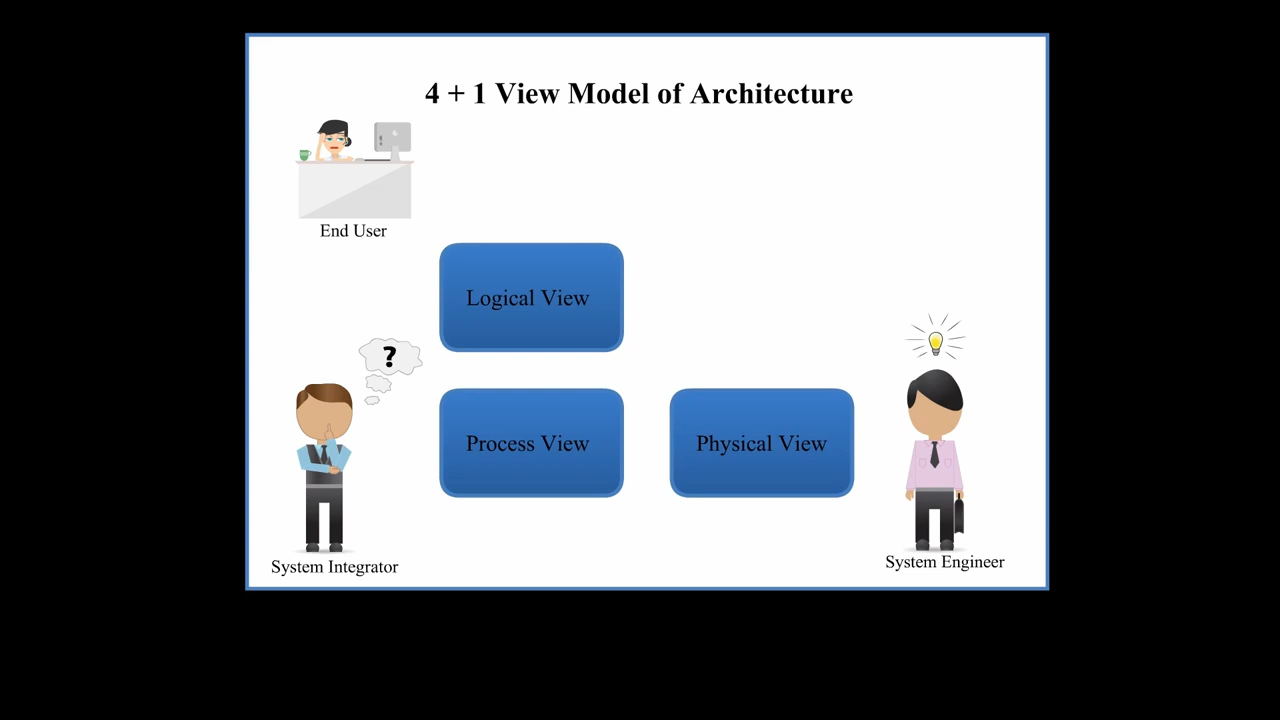 4 + 1 View Model of Architecture
End User
Logical View
?
Process View
Physical View
System Integrator
System Engineer